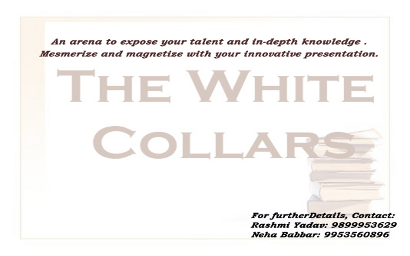 An arena to expose your talent and in-depth knowledge .
Mesmerize and magnetize with your innovative presentation.
THE WHITE
COLLARS
For furtherDetails, Contact:
Rashmi Yadav: 9899953629
Neha Babbar: 9953560896